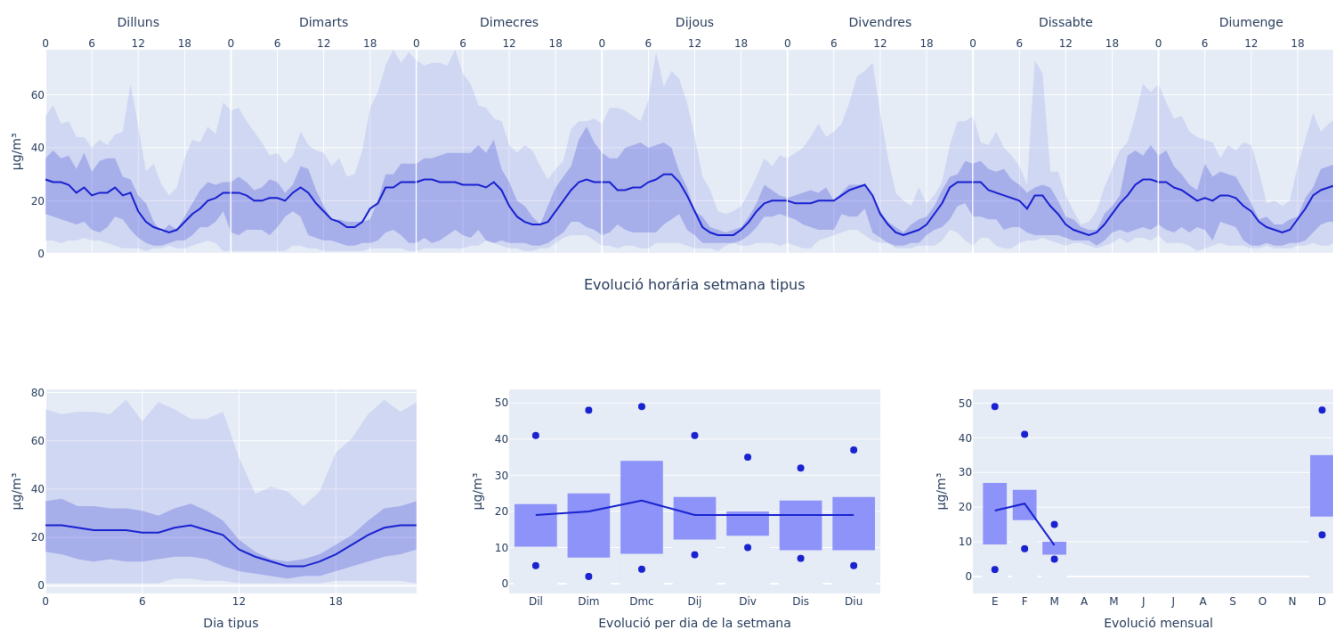 Dilluns Dimarts Dimecres Dijous Divendres Dissabte Diumenge
0 6 12 18 0 6 12 18 0 6 12 18 0 6 12 18 0 6 12 18 0 6 12 18 0 6 12 18
60
40
20
0
µg/m³
Evolució horária setmana tipus
80
60
40
20
0
µg/m³
0 6 12 18
Dia tipus
50
40
30
20
10
0
µg/m³
Dil Dim Dmc Dij Div Dis Diu
Evolució per dia de la setmana
50
40
30
20
10
0
µg/m³
E F M A M J J A S O N D
Evolució mensual